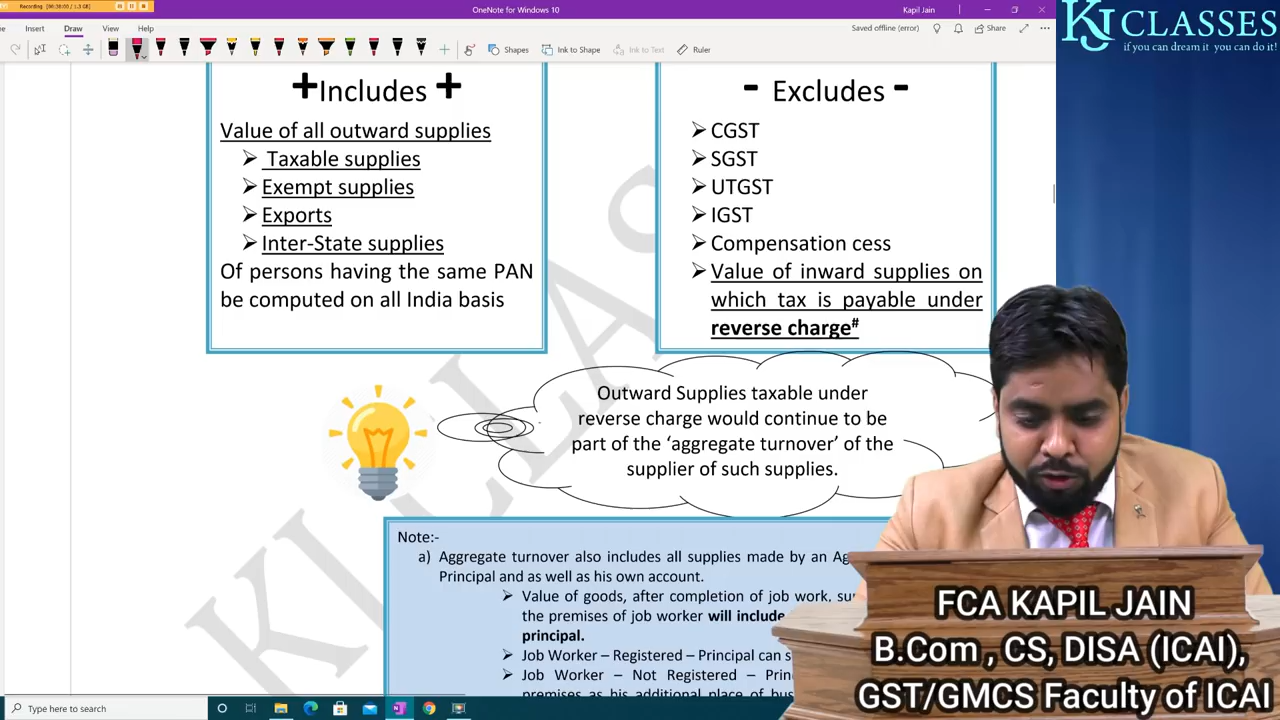 OneNote for Windows 10
Kapil Jain
Insert Draw View Help
Shapes Ink to Shape Ink to Text Ruler
Saved offline (error) Share
KJ CLASSES
if you can dream it you can do it!
+Includes +
Value of all outward supplies
Taxable supplies
Exempt supplies
Exports
Inter-State supplies
Of persons having the same PAN
be computed on all India basis
- Excludes -
CGST
SGST
UTGST
IGST
Compensation cess
Value of inward supplies on
which tax is payable under
reverse charge#
Outward Supplies taxable under
reverse charge would continue to be
part of the ‘aggregate turnover’ of the
supplier of such supplies.
Note:-
a) Aggregate turnover also includes all supplies made by an
Principal and as well as his own account.
Value of goods, after completion of job work,
the premises of job worker will include
principal.
Job Worker – Registered – Principal can
Job Worker – Not Registered –
premises as his additional place of
FCA KAPIL JAIN
B.Com , CS, DISA (ICAI),
GST/GMCS Faculty of ICAI
Type here to search